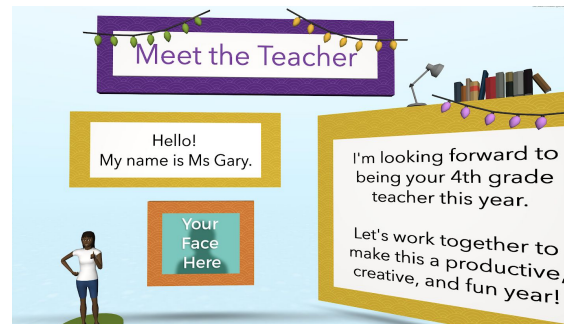 Meet the Teacher
Hello!
My name is Ms Gary.
Your
Face
Here
I'm looking forward to
being your 4th grade
teacher this year.
Let's work together to
make this a productive,
creative, and fun year!